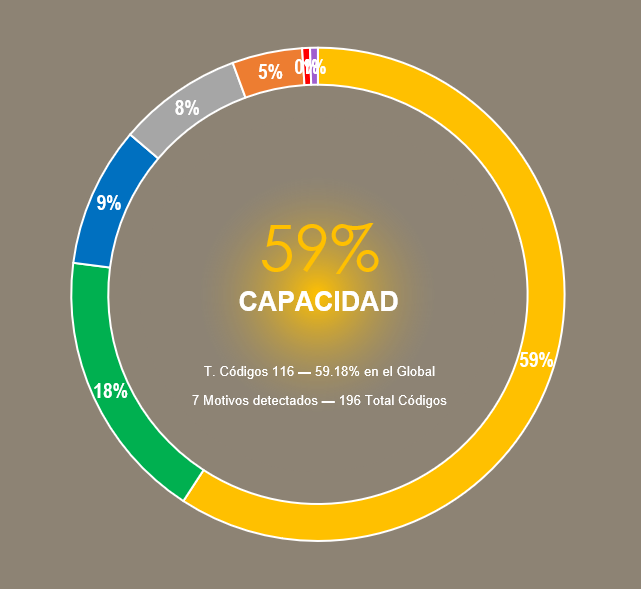 5%
8%
9%
59%
CAPACIDAD
59%
T. Códigos 116 — 59.18% en el Global
18%
7 Motivos detectados — 196 Total Códigos